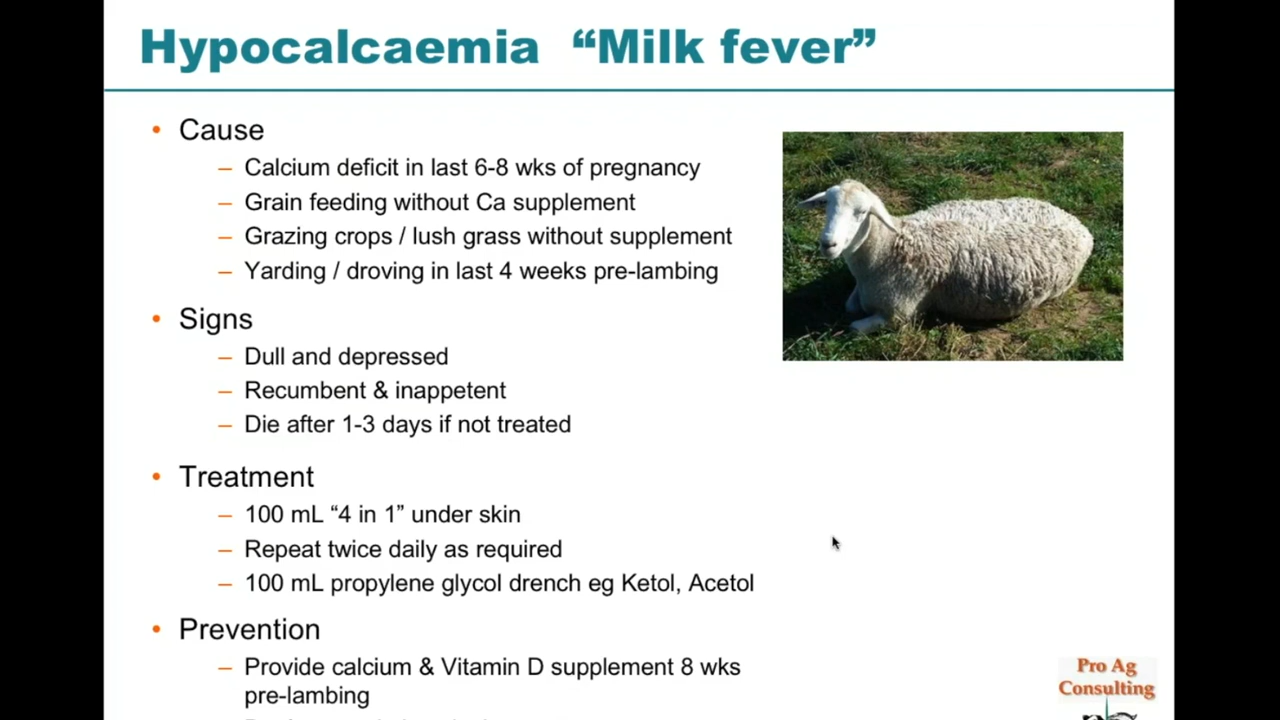 Hypocalcaemia “Milk fever”
• Cause
– Calcium deficit in last 6-8 wks of pregnancy
– Grain feeding without Ca supplement
– Grazing crops / lush grass without supplement
– Yarding / droving in last 4 weeks pre-lambing
• Signs
– Dull and depressed
– Recumbent & inappetent
– Die after 1-3 days if not treated
• Treatment
– 100 mL “4 in 1” under skin
– Repeat twice daily as required
– 100 mL propylene glycol drench eg Ketol, Acetol
• Prevention
– Provide calcium & Vitamin D supplement 8 wks
pre-lambing
Pro Ag
Consulting